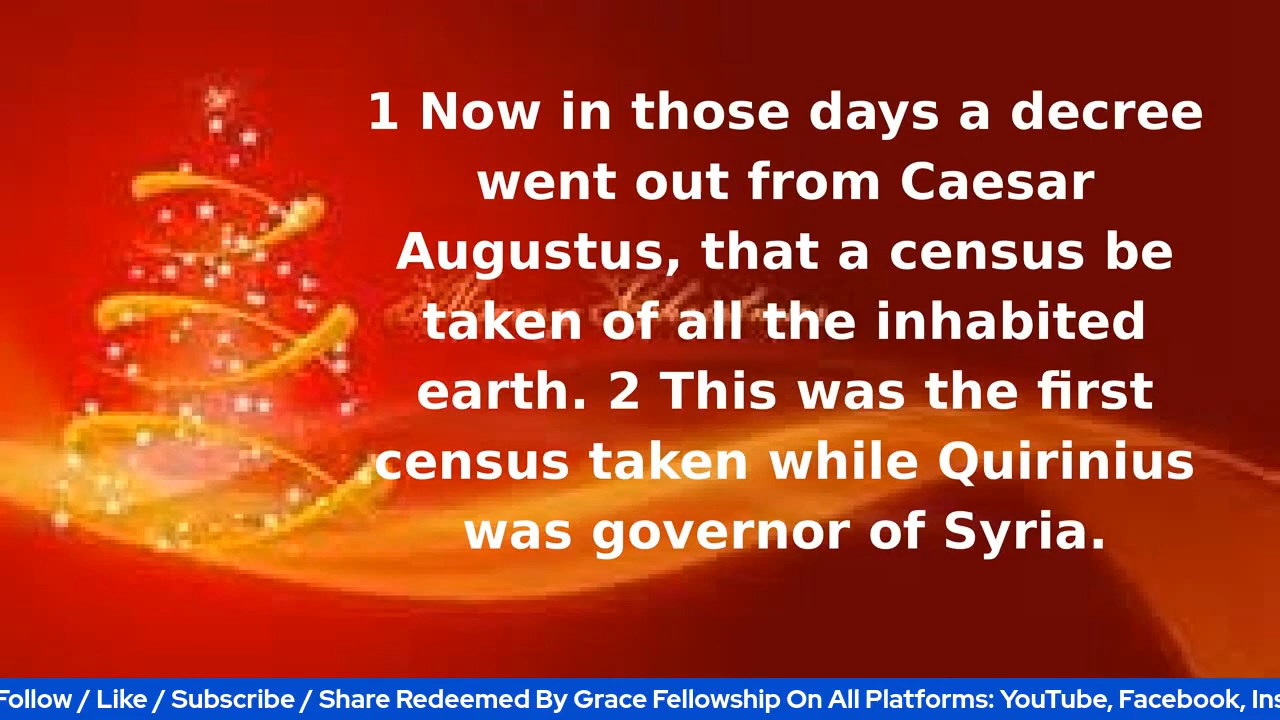 1 Now in those days a decree
went out from Caesar
Augustus, that a census be
taken of all the inhabited
earth. 2 This was the first
census taken while Quirinius
was governor of Syria.
Follow / Like / Subscribe / Share Redeemed By Grace Fellowship On All Platforms: YouTube, Facebook,